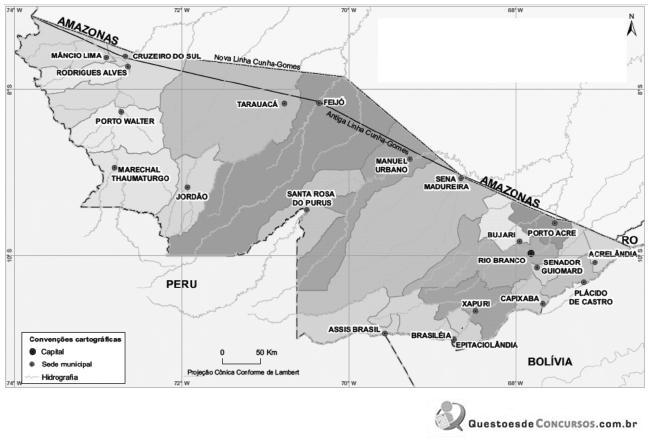 74°W
72°W
70°W
68°W
N
AMAZONAS
MÂNCIO LIMA
CRUZEIRO DO SUL
RODRIGUES ALVES
Nova Linha Cunha-Gomes
8°S
8°S
TARAUACÁ
FEIJÓ
PORTO WALTER
Antiga Linha Cunha-Gomes
MANUEL
URBANO
MARECHAL
THAUMATURGO
JORDÃO
SENA
MADUREIRA
AMAZONAS
SANTA ROSA
DO PURUS
BUJARI
PORTO ACRE
RO
ACRELÂNDIA
RIO BRANCO
SENADOR
GUIOMARD
10°S
10°S
PERU
PLÁCIDO
DE CASTRO
XAPURI
CAPIXABA
ASSIS BRASIL
BRASILÉIA
EPITACIOLÂNDIA
BOLÍVIA
Convenções cartográficas
Capital
Sede municipal
Hidrografia
0 50 Km
Projeção Cônica Conforme de Lambert
74°W
72°W
70°W
68°W
QuestoesdeConcursos.com.br